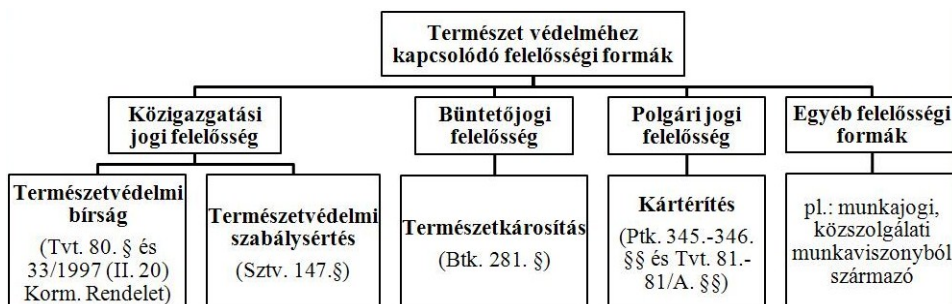 Természet védelméhez
kapcsolódó felelősségi formák
Közigazgatási
jogi felelősség
Büntetőjogi
felelősség
Polgári jogi
felelősség
Egyéb felelősségi
formák
Természetvédelmi
bírság
(Tvt. 80. § és
33/1997 (II. 20)
Korm. Rendelet)
Természetvédelmi
szabálysértés
(Sztv. 147.§)
Természetkárosítás
(Btk. 281. §)
Kártérítés
(Ptk. 345.-346.
§§ és Tvt. 81.-
81/A. §§)
pl.: munkajogi,
közszolgálati
munkaviszonyból
származó